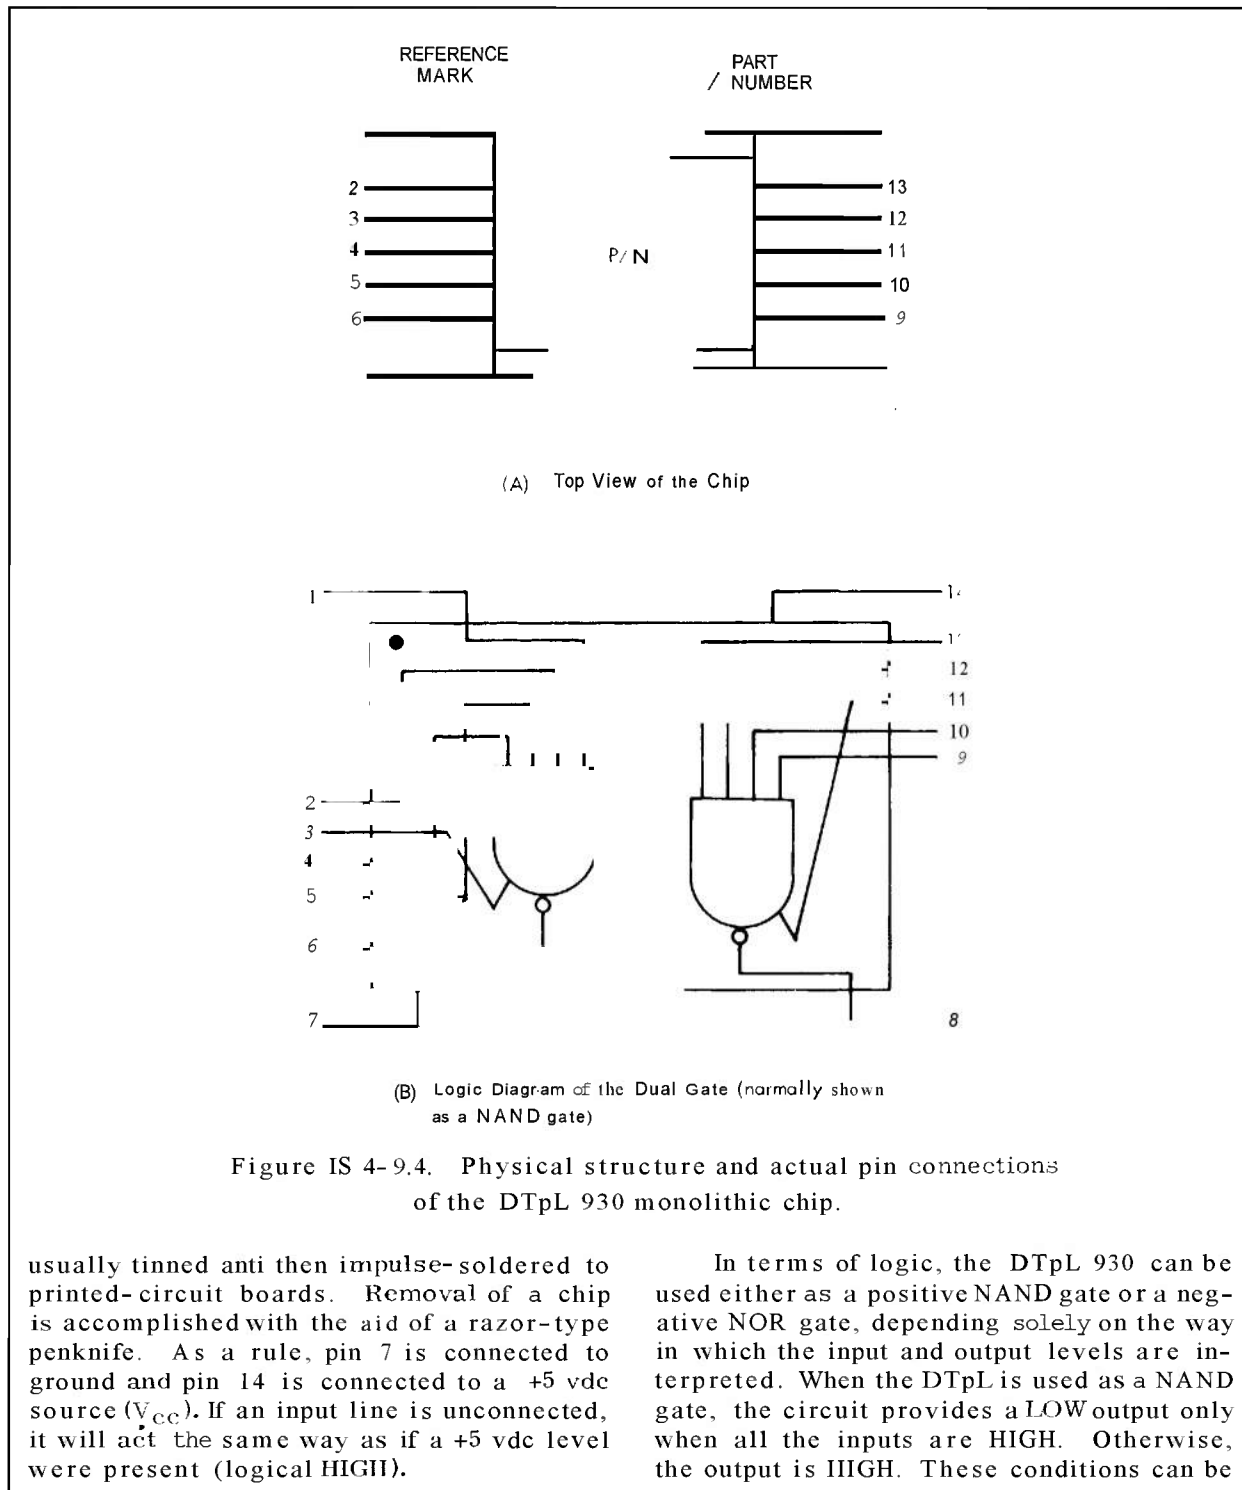 REFERENCE
MARK
PART
/ NUMBER
2
3
4
5
6
P/N
13
12
11
10
9
(A) Top View of the Chip
1
2
3
4
5
6
7
12
11
10
9
8
(B) Logic Diagram of the Dual Gate (normally shown
as a NAND gate)
Figure IS 4-9.4. Physical structure and actual pin connections
of the DTpL 930 monolithic chip.
usually tinned anti then impulse-soldered to
printed-circuit boards. Removal of a chip
is accomplished with the aid of a razor-type
penknife. As a rule, pin 7 is connected to
ground and pin 14 is connected to a +5 vdc
source (Vcc). If an input line is unconnected,
it will act the same way as if a +5 vdc level
were present (logical HIGII).
In terms of logic, the DTpL 930 can be
used either as a positive NAND gate or a neg-
ative NOR gate, depending solely on the way
in which the input and output levels are in-
terpreted. When the DTpL is used as a NAND
gate, the circuit provides a LOW output only
when all the inputs are HIGH. Otherwise,
the output is IIIGH. These conditions can be